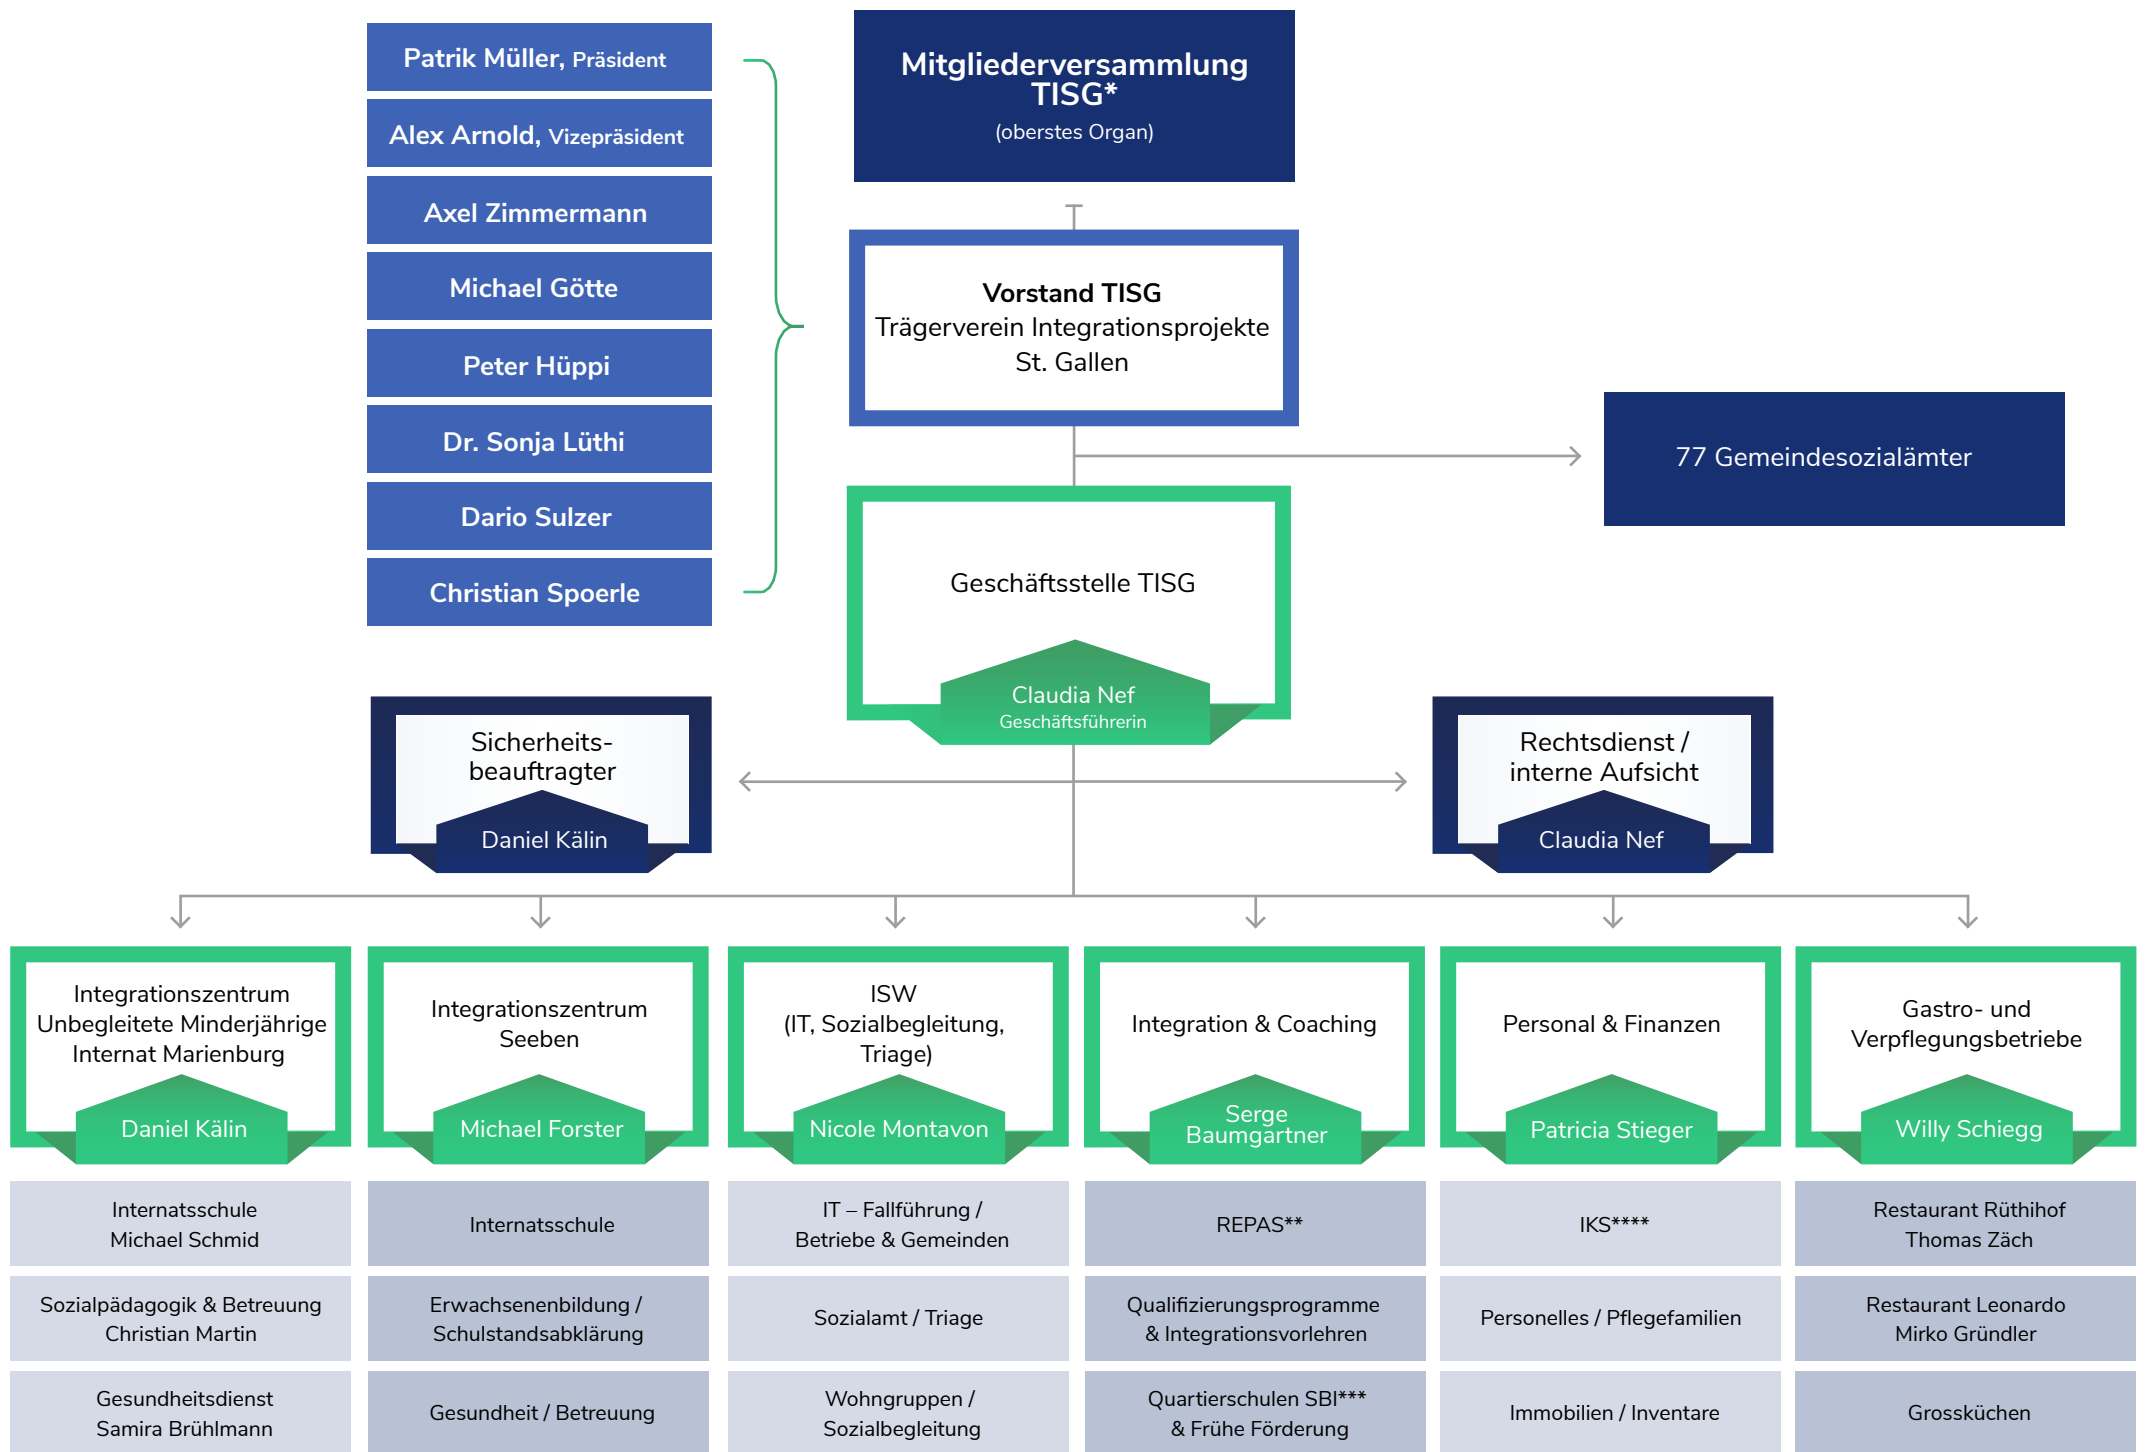 Patrik Müller, Präsident
Alex Arnold, Vizepräsident
Axel Zimmermann
Michael Götte
Peter Hüppi
Dr. Sonja Lüthi
Dario Sulzer
Christian Spoerle
Mitgliederversammlung
TISG*
(oberstes Organ)
Vorstand TISG
Trägerverein Integrationsprojekte
St. Gallen
77 Gemeindesozialämter
Geschäftsstelle TISG
Claudia Nef
Geschäftsführerin
Sicherheits-
beauftragter
Daniel Kälin
Rechtsdienst /
interne Aufsicht
Claudia Nef
Integrationszentrum
Unbegleitete Minderjährige
Internat Marienburg
Daniel Kälin
Internatsschule
Michael Schmid
Sozialpädagogik & Betreuung
Christian Martin
Gesundheitsdienst
Samira Brühlmann
Integrationszentrum
Seeben
Michael Forster
Internatsschule
Erwachsenenbildung /
Schulstandsabklärung
Gesundheit / Betreuung
ISW
(IT, Sozialbegleitung,
Triage)
Nicole Montavon
IT – Fallführung /
Betriebe & Gemeinden
Sozialamt / Triage
Wohngruppen /
Sozialbegleitung
Integration & Coaching
Serge
Baumgartner
REPAS**
Qualifizierungsprogramme
& Integrationsvorlehren
Quartierschulen SBI***
& Frühe Förderung
Personal & Finanzen
Patricia Stieger
IKS****
Personelles / Pflegefamilien
Immobilien / Inventare
Gastro- und
Verpflegungsbetriebe
Willy Schiegg
Restaurant Rüthihof
Thomas Zäch
Restaurant Leonardo
Mirko Gründler
Grossküchen